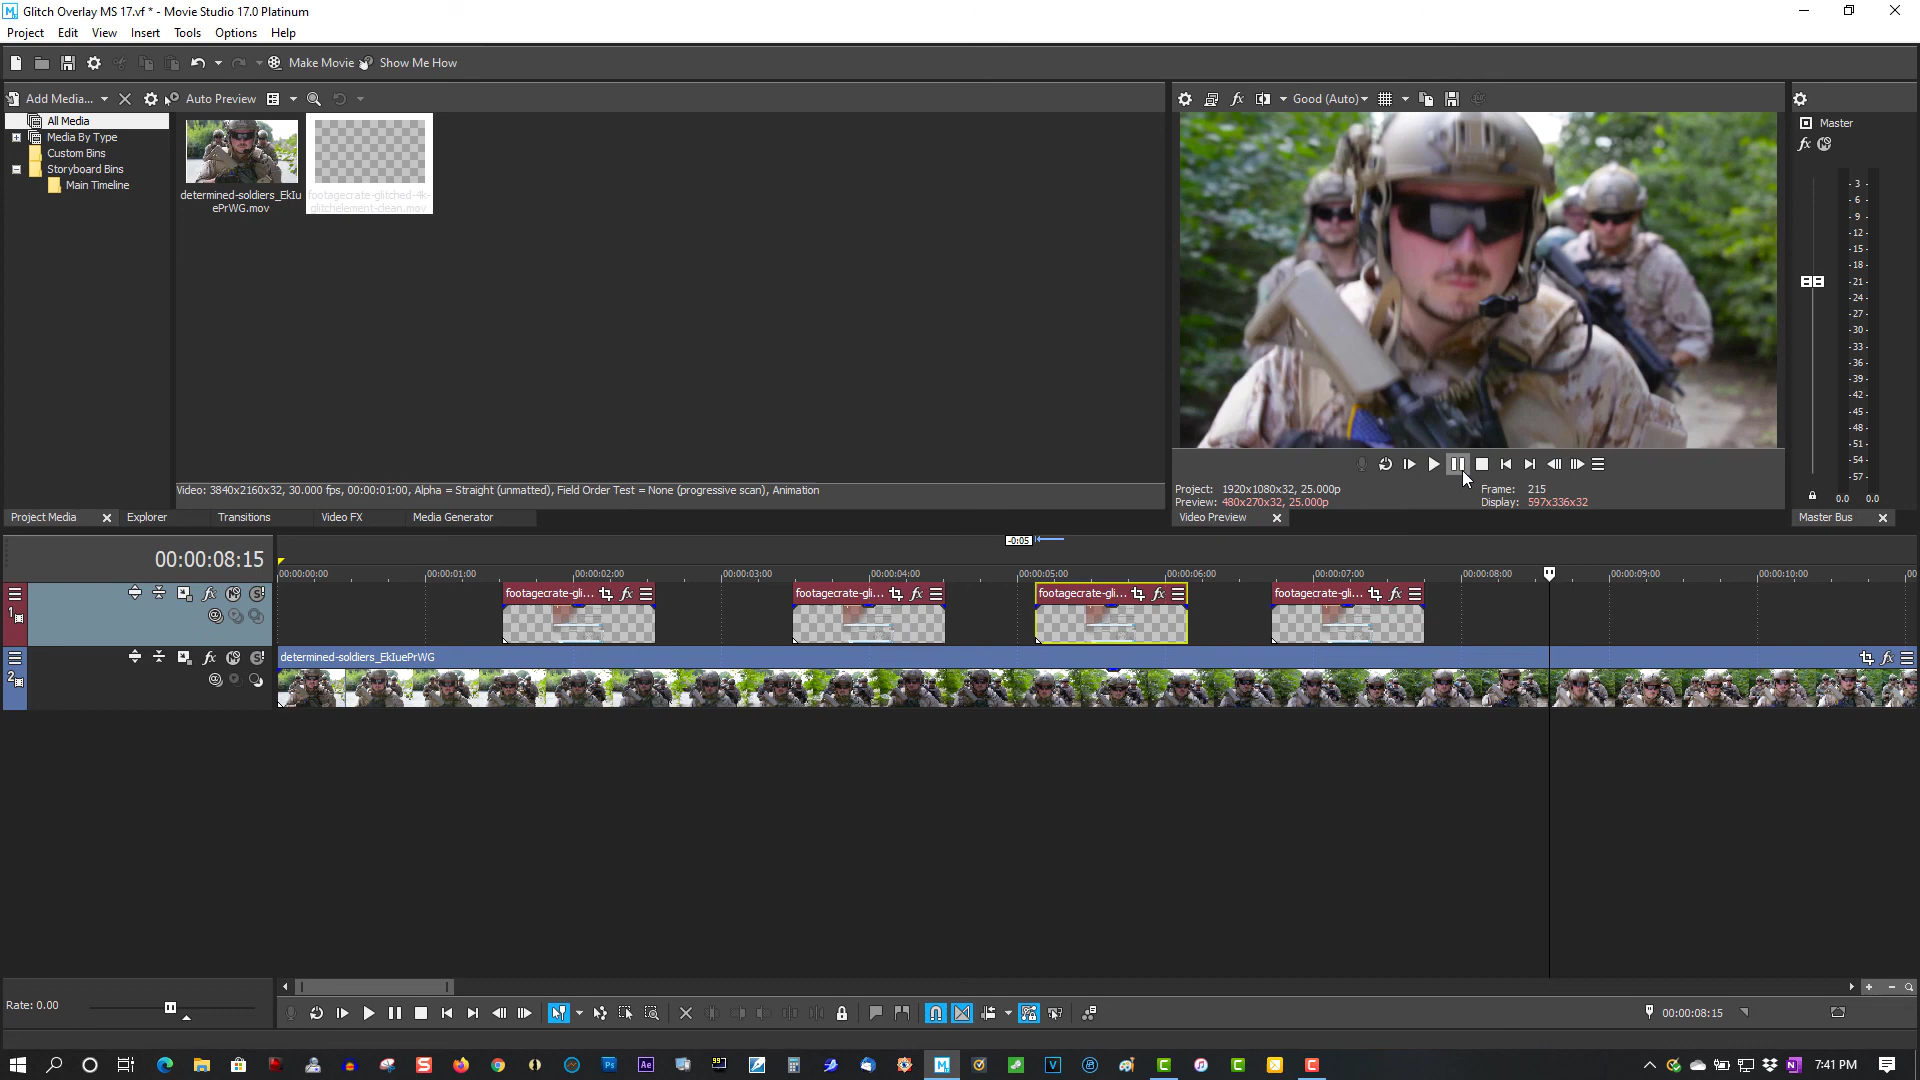 Glitch Overlay MS 17.vf * - Movie Studio 17.0 Platinum
Project Edit View Insert Tools Options Help
Make Movie Show Me How
Add Media... Auto Preview
All Media
Media By Type
Custom Bins
Storyboard Bins
Main Timeline
determined-soldiers_EkIu
ePrWG.mov
footagecrate-glitched-4k-
glitchelement-clean.mov
Video: 3840x2160x32, 30.000 fps, 00:00:01:00, Alpha = Straight (unmatted), Field Order Test = None (progressive scan), Animation
Project Media Explorer Transitions Video FX Media Generator
Good (Auto)
Project: 1920x1080x32, 25.000p Frame: 215
Preview: 480x270x32, 25.000p Display: 597x336x32
Video Preview
Master
fx
- 3 -
- 6 -
- 9 -
- 12 -
- 15 -
- 18 -
- 21 -
- 24 -
- 27 -
- 30 -
- 33 -
- 36 -
- 39 -
- 42 -
- 45 -
- 48 -
- 51 -
- 54 -
- 57 -
0.0 0.0
Master Bus
-0:05
00:00:08:15
00:00:00:00 00:00:01:00 00:00:02:00 00:00:03:00 00:00:04:00 00:00:05:00 00:00:06:00 00:00:07:00 00:00:08:00 00:00:09:00 00:00:10:00
1
footagecrate-gli... fx footagecrate-gli... fx footagecrate-gli... fx footagecrate-gli... fx
2
determined-soldiers_EkIuePrWG
Rate: 0.00
00:00:08:15
7:41 PM